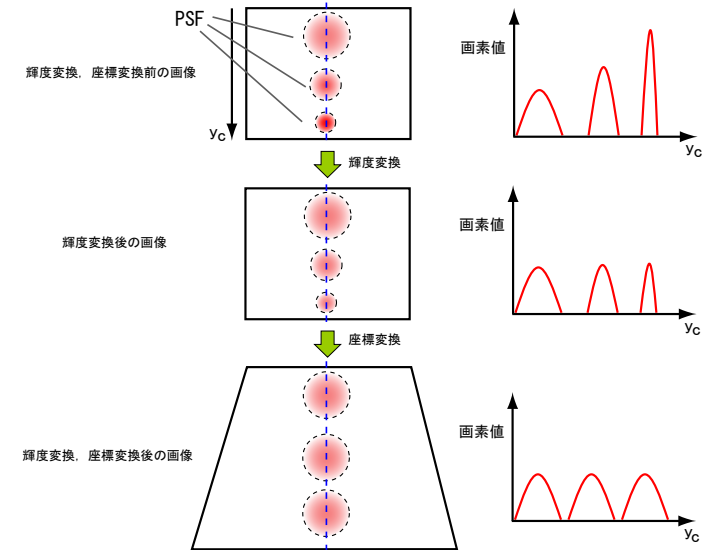 PSF
輝度変換，座標変換前の画像
yc
画素値
yc
輝度変換
輝度変換後の画像
画素値
yc
座標変換
輝度変換，座標変換後の画像
画素値
yc